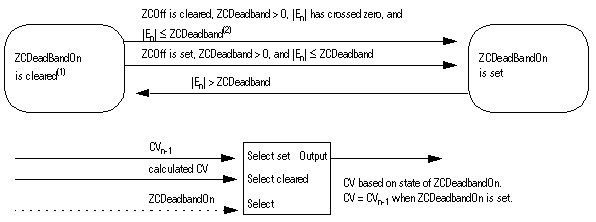 ZCOff is cleared, ZCDeadband > 0, |Eₙ| has crossed zero, and
|Eₙ| ≤ ZCDeadband⁽²⁾
ZCDeadBandOn
is cleared⁽¹⁾
ZCOff is set, ZCDeadband > 0, and |Eₙ| ≤ ZCDeadband
ZCDeadBandOn
is set
|Eₙ| > ZCDeadband
CVₙ₋₁
calculated CV
ZCDeadbandOn
Select set Output
Select cleared
Select
CV based on state of ZCDeadbandOn.
CV = CVₙ₋₁ when ZCDeadbandOn is set.